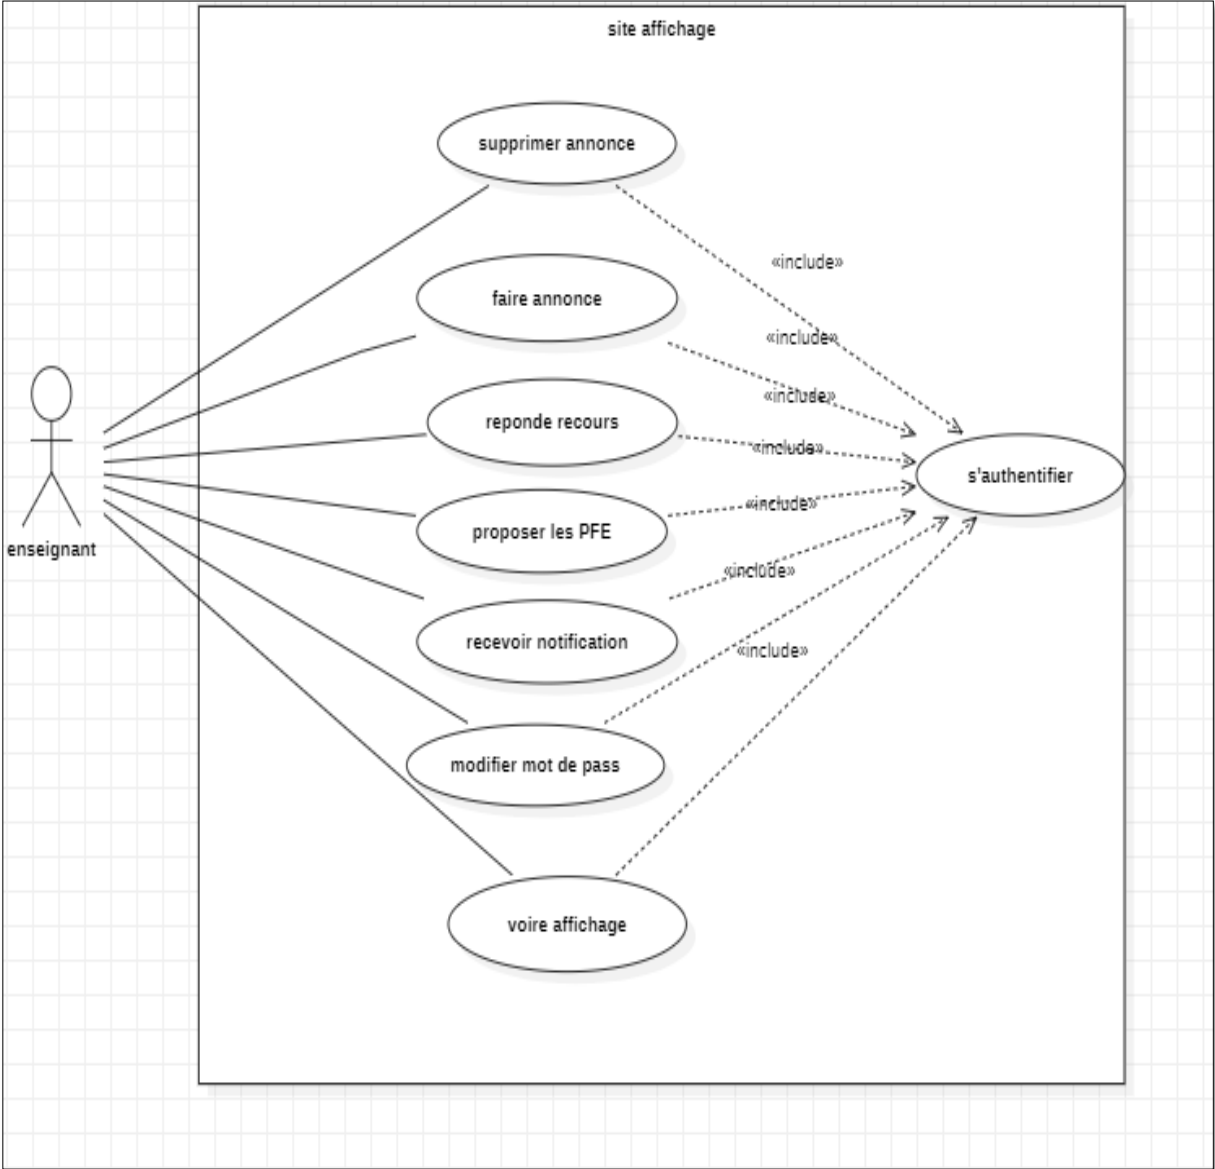 site affichage
supprimer annonce
«include»
faire annonce
«include»
«include»
reponde recours
«include»
s'authentifier
«include»
proposer les PFE
enseignant
«include»
recevoir notification
«include»
modifier mot de pass
voire affichage